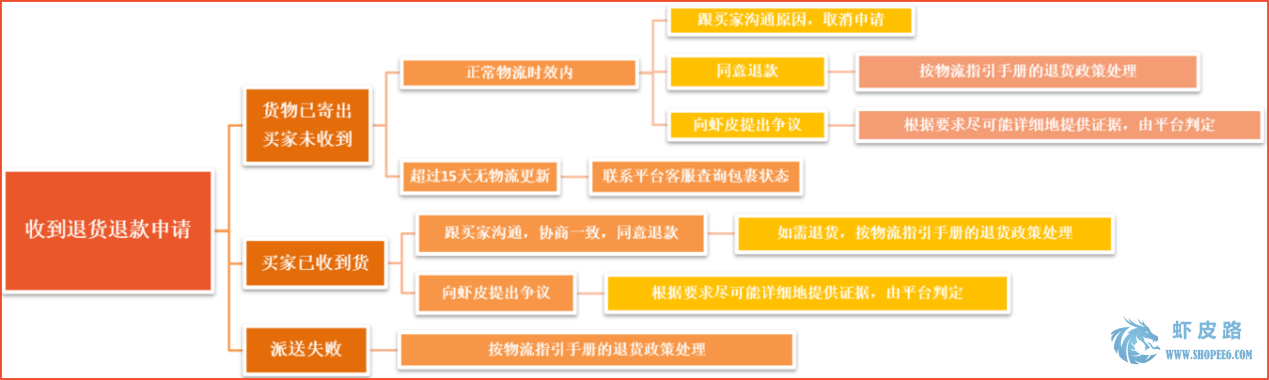 收到退货退款申请
货物已寄出
买家未收到
正常物流时效内
跟买家沟通原因，取消申请
同意退款
按物流指引手册的退货政策处理
向虾皮提出争议
根据要求尽可能详细地提供证据，由平台判定
超过15天无物流更新
联系平台客服查询包裹状态
买家已收到货
跟买家沟通，协商一致，同意退款
如需退货，按物流指引手册的退货政策处理
向虾皮提出争议
根据要求尽可能详细地提供证据，由平台判定
派送失败
按物流指引手册的退货政策处理
虾皮路
WWW.SHOPEE6.COM